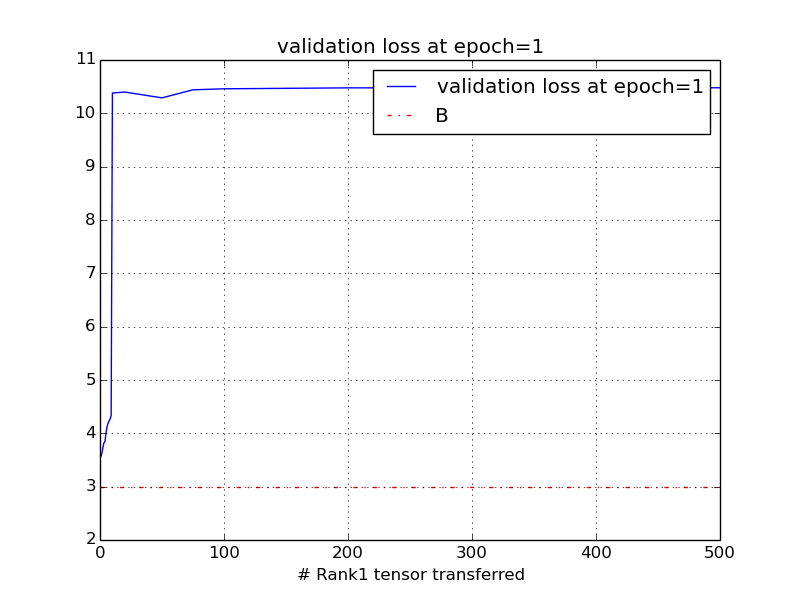 validation loss at epoch=1
11
10
9
8
7
6
5
4
3
2
validation loss at epoch=1
B
0 100 200 300 400 500
# Rank1 tensor transferred